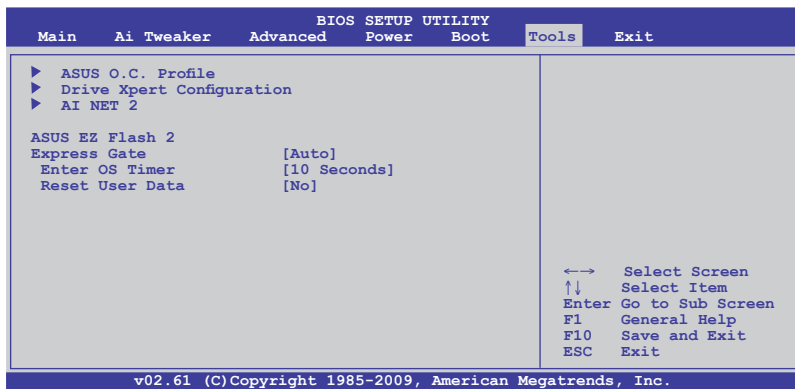 BIOS SETUP UTILITY
Main Ai Tweaker Advanced Power Boot Tools Exit
ASUS O.C. Profile
Drive Xpert Configuration
AI NET 2
ASUS EZ Flash 2
Express Gate [Auto]
Enter OS Timer [10 Seconds]
Reset User Data [No]
←→ Select Screen
↑↓ Select Item
Enter Go to Sub Screen
F1 General Help
F10 Save and Exit
ESC Exit
v02.61 (C)Copyright 1985-2009, American Megatrends, Inc.